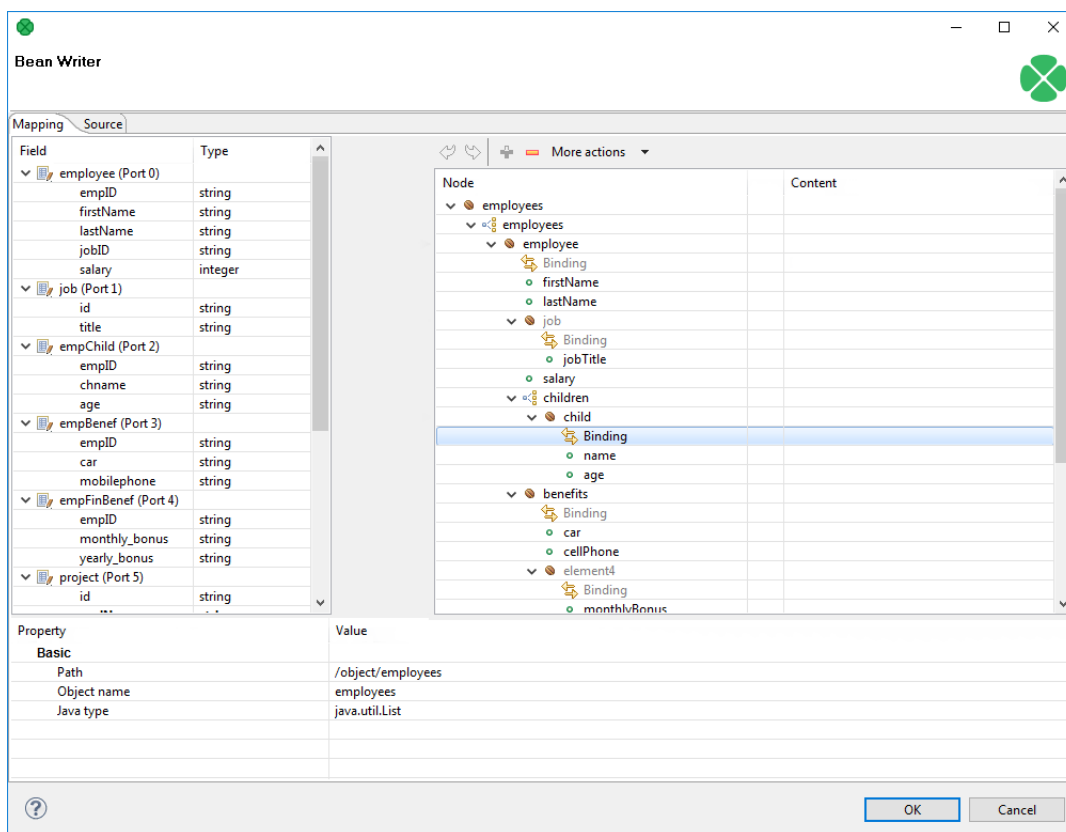 Bean Writer
Mapping
Source
Field Type
employee (Port 0)
empID string
firstName string
lastName string
jobID string
salary integer
job (Port 1)
id string
title string
empChild (Port 2)
empID string
chname string
age string
empBenef (Port 3)
empID string
car string
mobilephone string
empFinBenef (Port 4)
empID string
monthly_bonus string
yearly_bonus string
project (Port 5)
id string
More actions
Node Content
employees
employees
employee
Binding
firstName
lastName
job
Binding
jobTitle
salary
children
child
Binding
name
age
benefits
Binding
car
cellPhone
element4
Binding
monthlyBonus
Property Value
Basic
Path /object/employees
Object name employees
Java type java.util.List
?
OK
Cancel